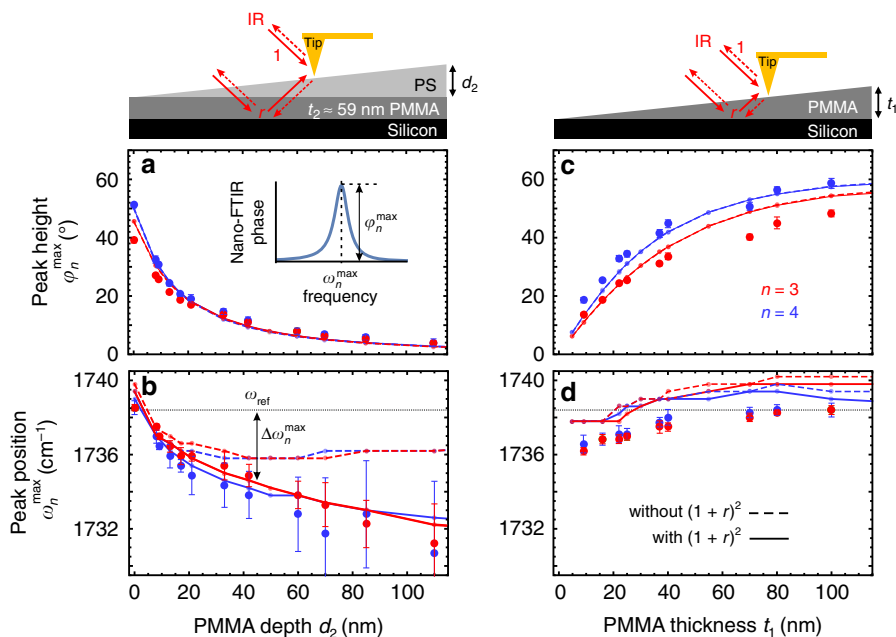 IR
1
Tip
PS
d₂
r
t₂ ≈ 59 nm PMMA
Silicon
IR
1
Tip
PMMA
t₁
r
Silicon
a
60
40
20
0
Peak height
φₙᵐᵃˣ (°)
Nano-FTIR
phase
φₙᵐᵃˣ
ωₙᵐᵃˣ
frequency
c
60
40
20
0
n = 3
n = 4
b
1740
1736
1732
Peak position
ωₙᵐᵃˣ (cm⁻¹)
ω_ref
Δωₙᵐᵃˣ
0 20 40 60 80 100
PMMA depth d₂ (nm)
d
1740
1736
1732
without (1 + r)²
with (1 + r)²
0 20 40 60 80 100
PMMA thickness t₁ (nm)